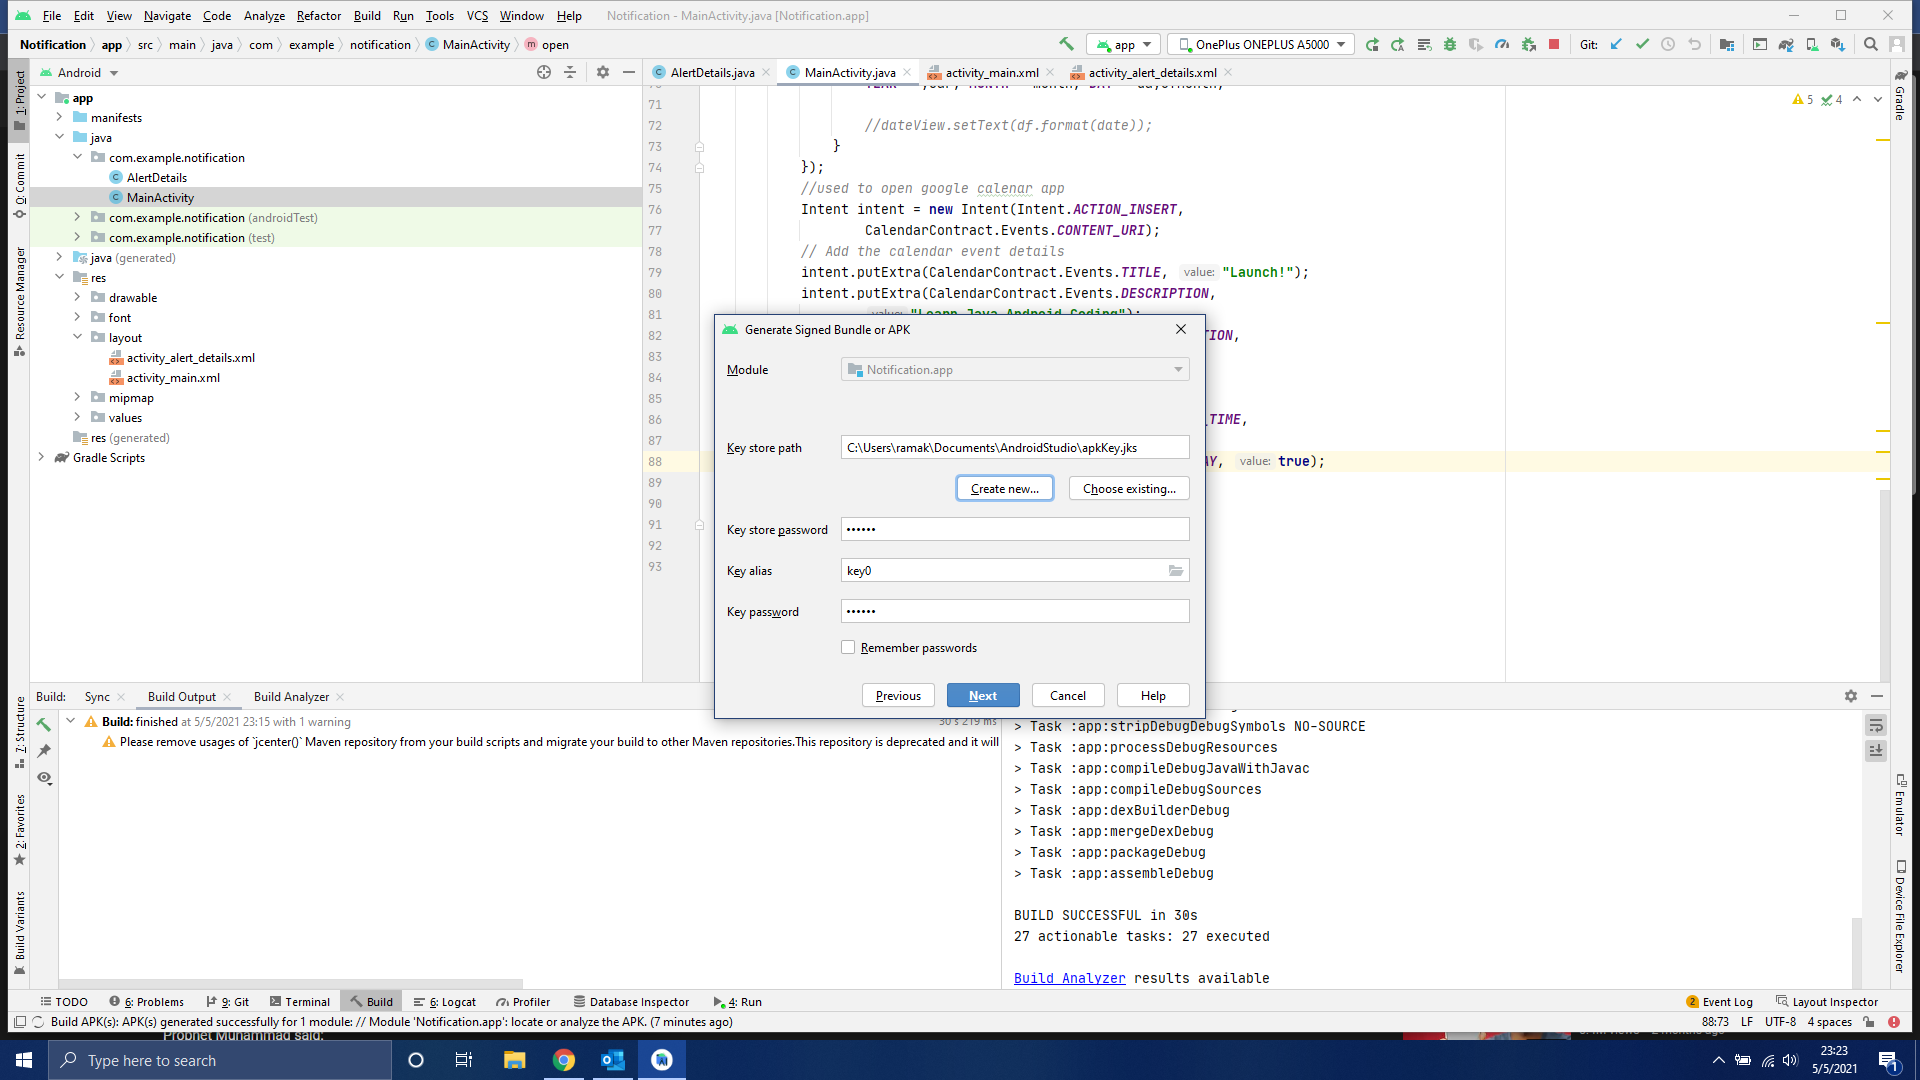 File Edit View Navigate Code Analyze Refactor Build Run Tools VCS Window Help Notification - MainActivity.java [Notification.app]
Notification app src main java com example notification MainActivity open
app OnePlus ONEPLUS A5000 Git:
Android
AlertDetails.java MainActivity.java activity_main.xml activity_alert_details.xml
1: Project
0: Commit
Resource Manager
7: Structure
2: Favorites
Build Variants
app
manifests
java
com.example.notification
AlertDetails
MainActivity
com.example.notification (androidTest)
com.example.notification (test)
java (generated)
res
drawable
font
layout
activity_alert_details.xml
activity_main.xml
mipmap
values
res (generated)
Gradle Scripts
5 4
71
72 //dateView.setText(df.format(date));
73 }
74 });
75 //used to open google calenar app
76 Intent intent = new Intent(Intent.ACTION_INSERT,
77 CalendarContract.Events.CONTENT_URI);
78 // Add the calendar event details
79 intent.putExtra(CalendarContract.Events.TITLE, value: "Launch!");
80 intent.putExtra(CalendarContract.Events.DESCRIPTION,
81 "Learn Java Android Coding");
82 TION,
83
84
85
86 _TIME,
87
88 AY, value: true);
89
90
91
92
93
Gradle
Emulator
Device File Explorer
Generate Signed Bundle or APK
Module Notification.app
Key store path C:\Users\ramak\Documents\AndroidStudio\apkKey.jks
Create new... Choose existing...
Key store password ••••••
Key alias key0
Key password ••••••
Remember passwords
Previous Next Cancel Help
Build: Sync Build Output Build Analyzer
Build: finished at 5/5/2021 23:15 with 1 warning 30 s 219 ms
Please remove usages of `jcenter()` Maven repository from your build scripts and migrate your build to other Maven repositories.This repository is deprecated and it will
> Task :app:stripDebugDebugSymbols NO-SOURCE
> Task :app:processDebugResources
> Task :app:compileDebugJavaWithJavac
> Task :app:compileDebugSources
> Task :app:dexBuilderDebug
> Task :app:mergeDexDebug
> Task :app:packageDebug
> Task :app:assembleDebug
BUILD SUCCESSFUL in 30s
27 actionable tasks: 27 executed
Build Analyzer results available
TODO 6: Problems 9: Git Terminal Build 6: Logcat Profiler Database Inspector 4: Run 2 Event Log Layout Inspector
Build APK(s): APK(s) generated successfully for 1 module: // Module 'Notification.app': locate or analyze the APK. (7 minutes ago) 88:73 LF UTF-8 4 spaces
Prophet Muhammad said:
Type here to search
23:23
5/5/2021
1